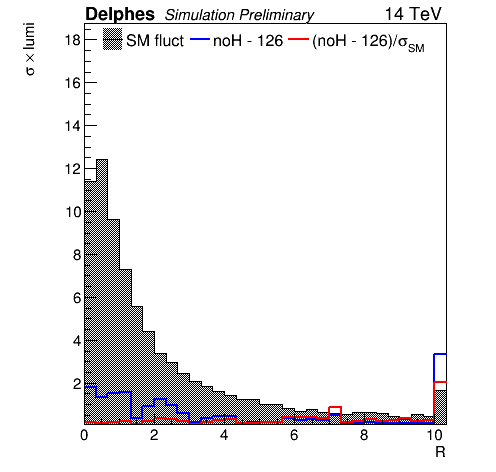 Delphes Simulation Preliminary 14 TeV
σ × lumi
SM fluct noH - 126 (noH - 126)/σ_SM
18
16
14
12
10
8
6
4
2
0 2 4 6 8 10
R